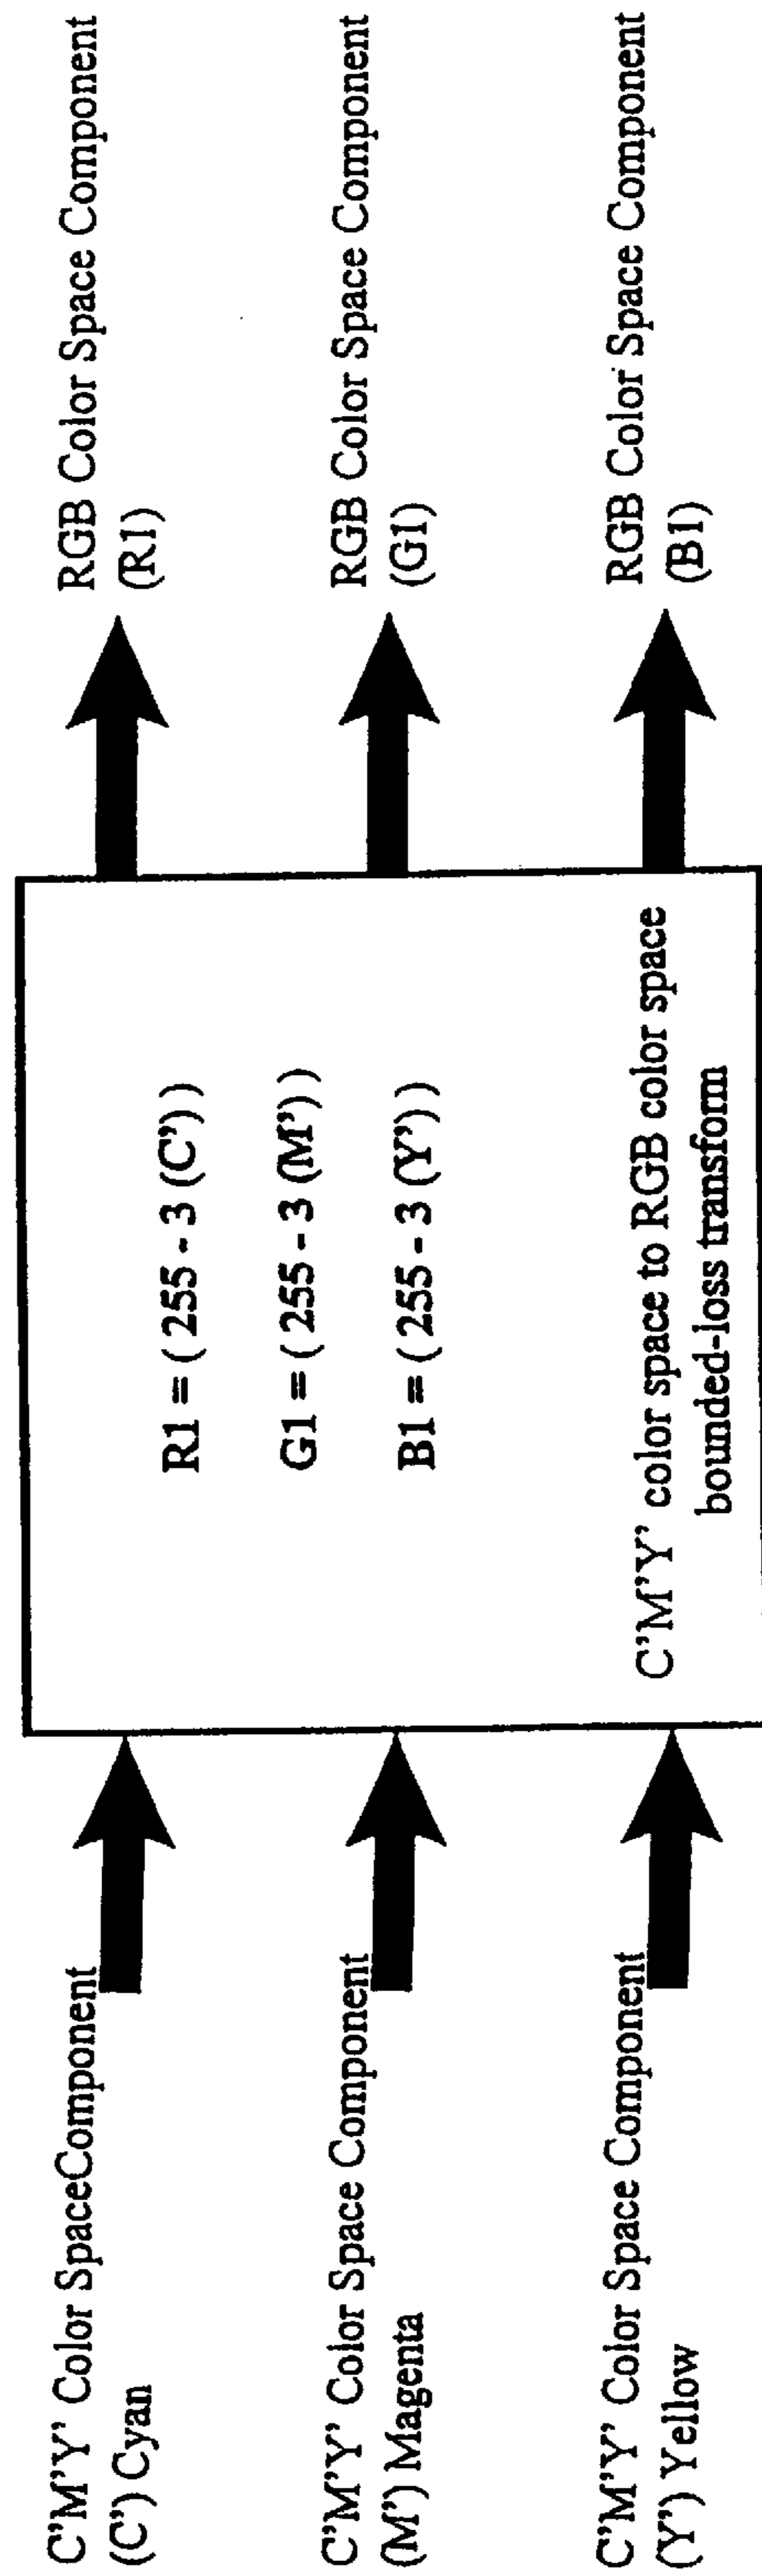 C'M'Y' Color SpaceComponent
(C') Cyan
C'M'Y' Color Space Component
(M') Magenta
C'M'Y' Color Space Component
(Y') Yellow
R1 = ( 255 - 3 (C') )
G1 = ( 255 - 3 (M') )
B1 = ( 255 - 3 (Y') )
C'M'Y' color space to RGB color space
bounded-loss transform
RGB Color Space Component
(R1)
RGB Color Space Component
(G1)
RGB Color Space Component
(B1)